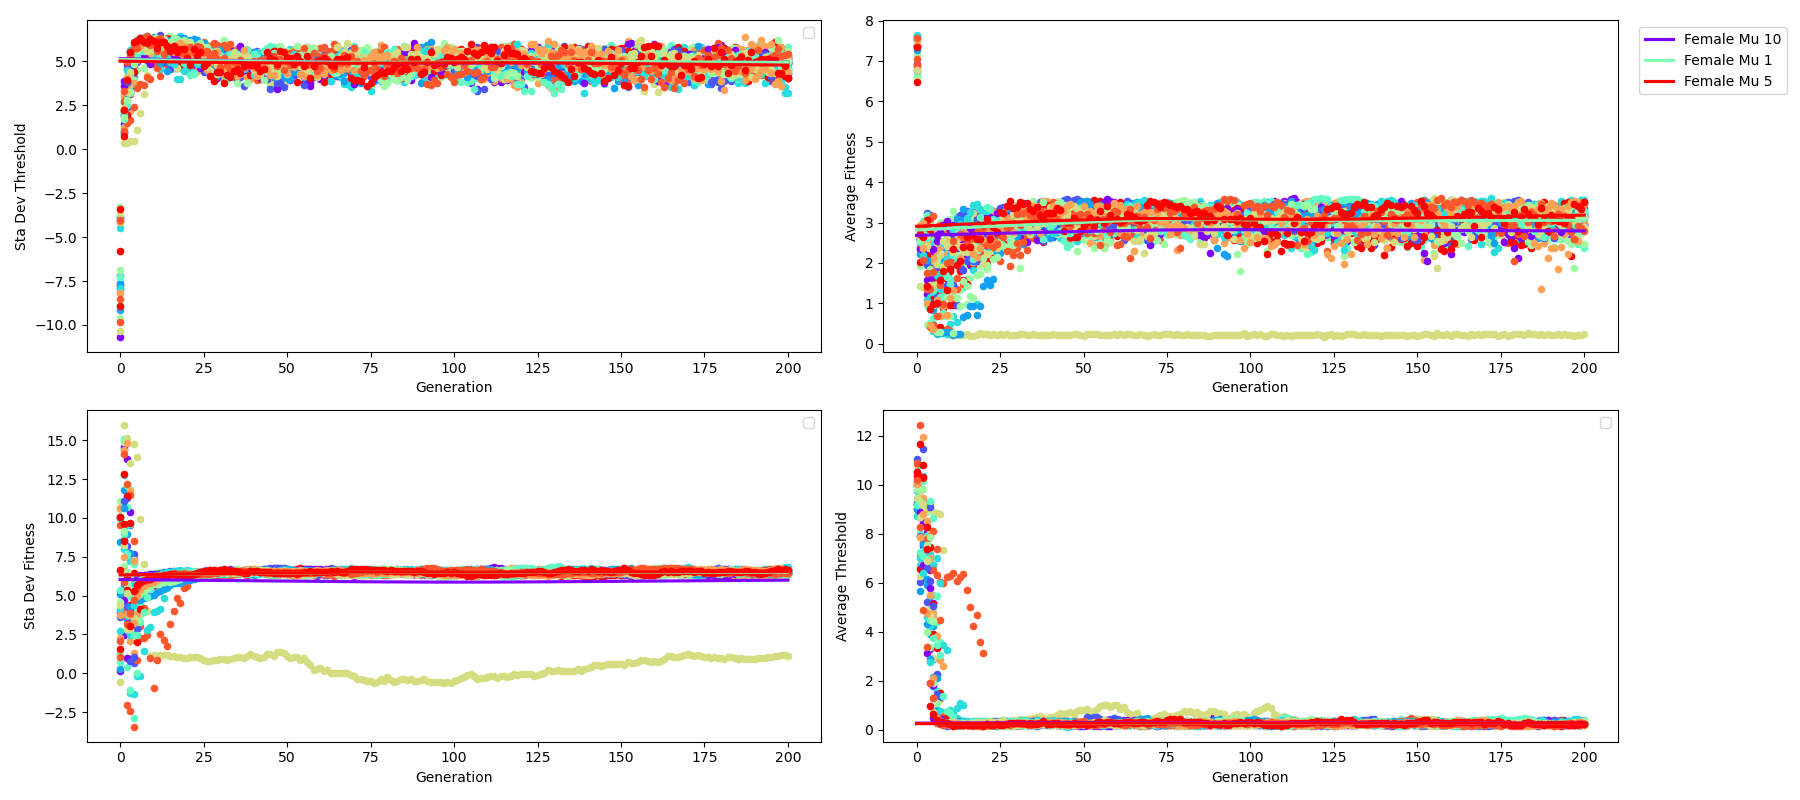 5.0
2.5
0.0
−2.5
−5.0
−7.5
−10.0
Sta Dev Threshold
0 25 50 75 100 125 150 175 200
Generation
8
7
6
5
4
3
2
1
0
Average Fitness
0 25 50 75 100 125 150 175 200
Generation
Female Mu 10
Female Mu 1
Female Mu 5
15.0
12.5
10.0
7.5
5.0
2.5
0.0
−2.5
Sta Dev Fitness
0 25 50 75 100 125 150 175 200
Generation
12
10
8
6
4
2
0
Average Threshold
0 25 50 75 100 125 150 175 200
Generation